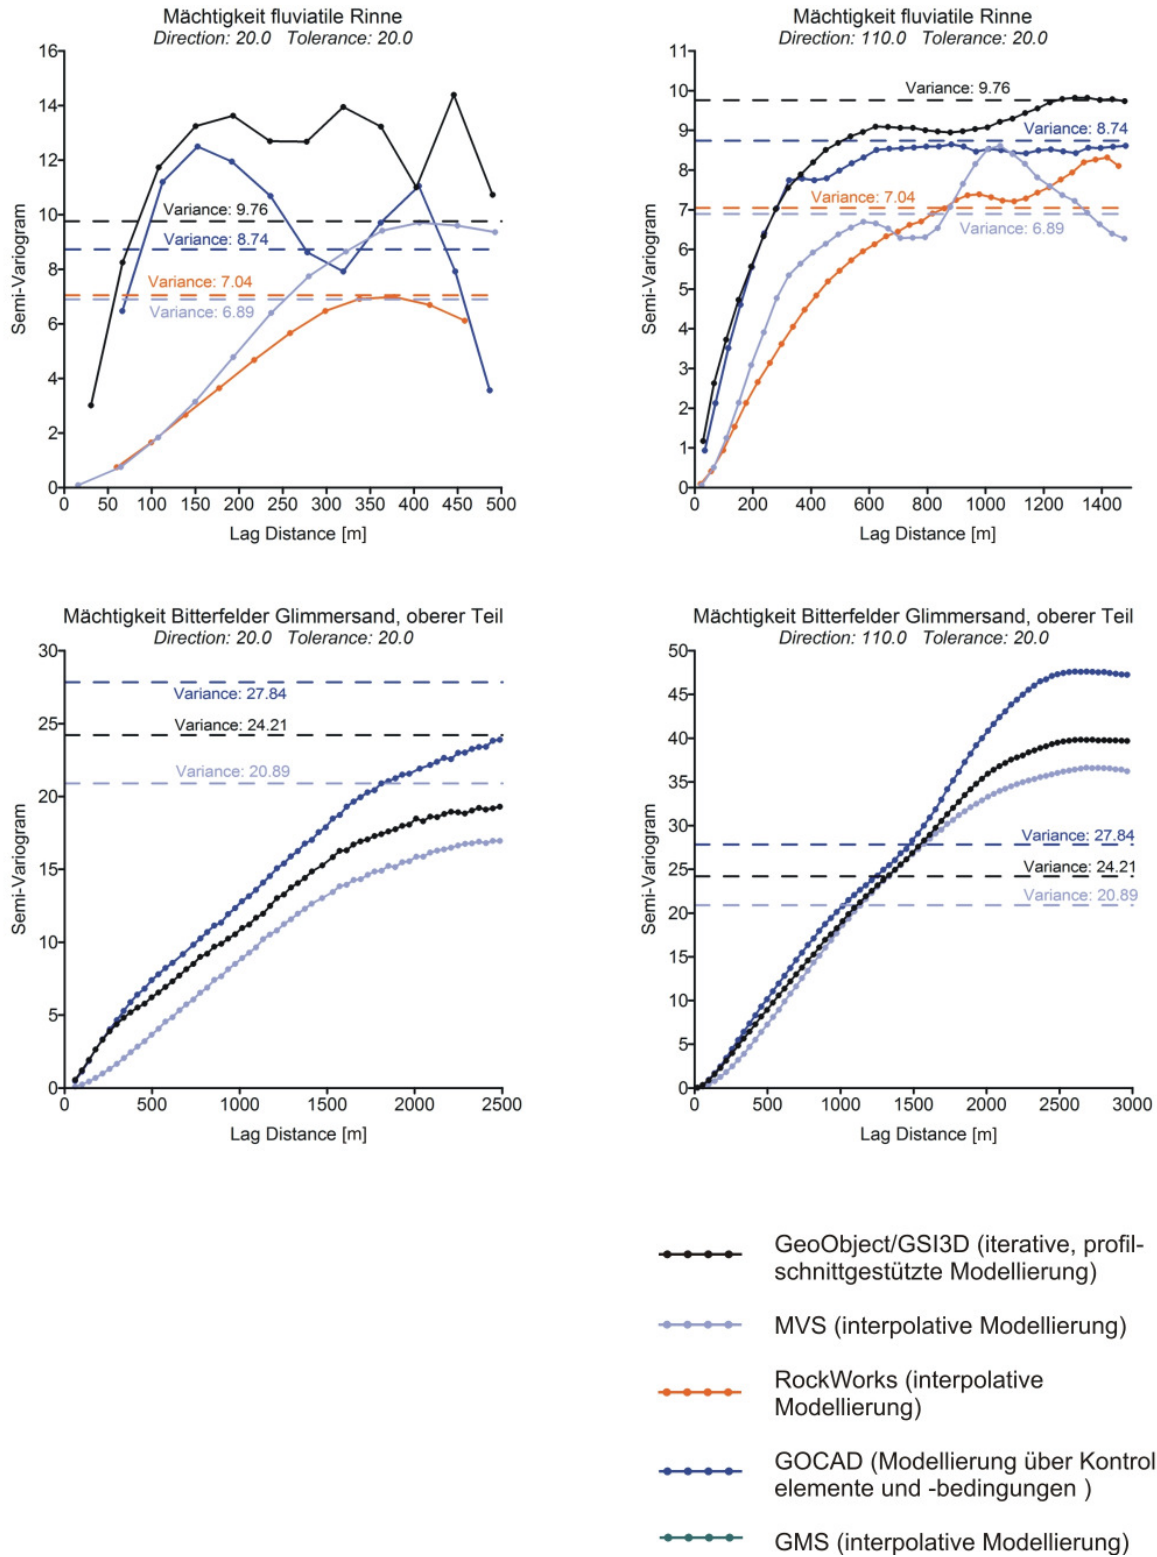 Mächtigkeit fluviatile Rinne
Direction: 20.0 Tolerance: 20.0
16
14
12
10
8
6
4
2
0
Semi-Variogram
Variance: 9.76
Variance: 8.74
Variance: 7.04
Variance: 6.89
0 50 100 150 200 250 300 350 400 450 500
Lag Distance [m]
Mächtigkeit fluviatile Rinne
Direction: 110.0 Tolerance: 20.0
11
10
9
8
7
6
5
4
3
2
1
0
Semi-Variogram
Variance: 9.76
Variance: 8.74
Variance: 7.04
Variance: 6.89
0 200 400 600 800 1000 1200 1400
Lag Distance [m]
Mächtigkeit Bitterfelder Glimmersand, oberer Teil
Direction: 20.0 Tolerance: 20.0
30
25
20
15
10
5
0
Semi-Variogram
Variance: 27.84
Variance: 24.21
Variance: 20.89
0 500 1000 1500 2000 2500
Lag Distance [m]
Mächtigkeit Bitterfelder Glimmersand, oberer Teil
Direction: 110.0 Tolerance: 20.0
50
45
40
35
30
25
20
15
10
5
0
Semi-Variogram
Variance: 27.84
Variance: 24.21
Variance: 20.89
0 500 1000 1500 2000 2500 3000
Lag Distance [m]
GeoObject/GSI3D (iterative, profil-
schnittgestützte Modellierung)
MVS (interpolative Modellierung)
RockWorks (interpolative
Modellierung)
GOCAD (Modellierung über Kontrol
elemente und -bedingungen )
GMS (interpolative Modellierung)